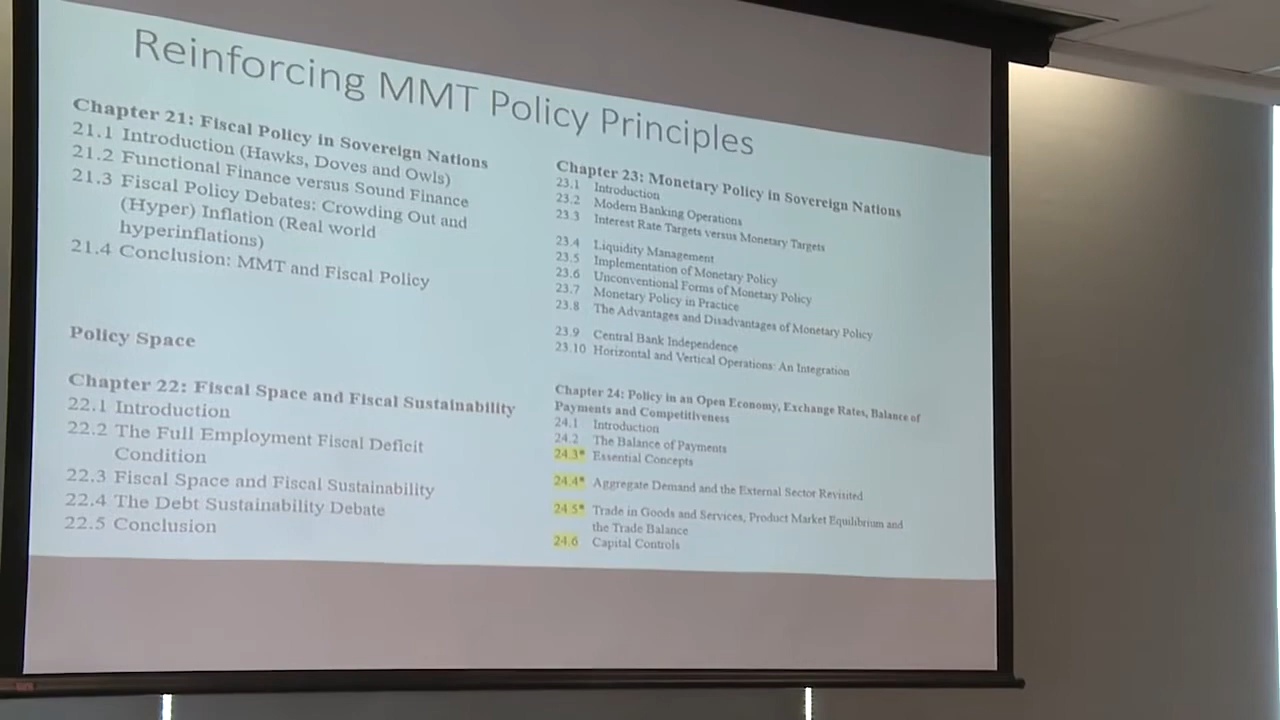 Reinforcing MMT Policy Principles
Chapter 21: Fiscal Policy in Sovereign Nations
21.1 Introduction (Hawks, Doves and Owls)
21.2 Functional Finance versus Sound Finance
21.3 Fiscal Policy Debates: Crowding Out and
(Hyper) Inflation (Real world
hyperinflations)
21.4 Conclusion: MMT and Fiscal Policy
Policy Space
Chapter 22: Fiscal Space and Fiscal Sustainability
22.1 Introduction
22.2 The Full Employment Fiscal Deficit
Condition
22.3 Fiscal Space and Fiscal Sustainability
22.4 The Debt Sustainability Debate
22.5 Conclusion
Chapter 23: Monetary Policy in Sovereign Nations
23.1 Introduction
23.2 Modern Banking Operations
23.3 Interest Rate Targets versus Monetary Targets
23.4 Liquidity Management
23.5 Implementation of Monetary Policy
23.6 Unconventional Forms of Monetary Policy
23.7 Monetary Policy in Practice
23.8 The Advantages and Disadvantages of Monetary Policy
23.9 Central Bank Independence
23.10 Horizontal and Vertical Operations: An Integration
Chapter 24: Policy in an Open Economy, Exchange Rates, Balance of
Payments and Competitiveness
24.1 Introduction
24.2 The Balance of Payments
24.3* Essential Concepts
24.4* Aggregate Demand and the External Sector Revisited
24.5* Trade in Goods and Services, Product Market Equilibrium and
the Trade Balance
24.6 Capital Controls